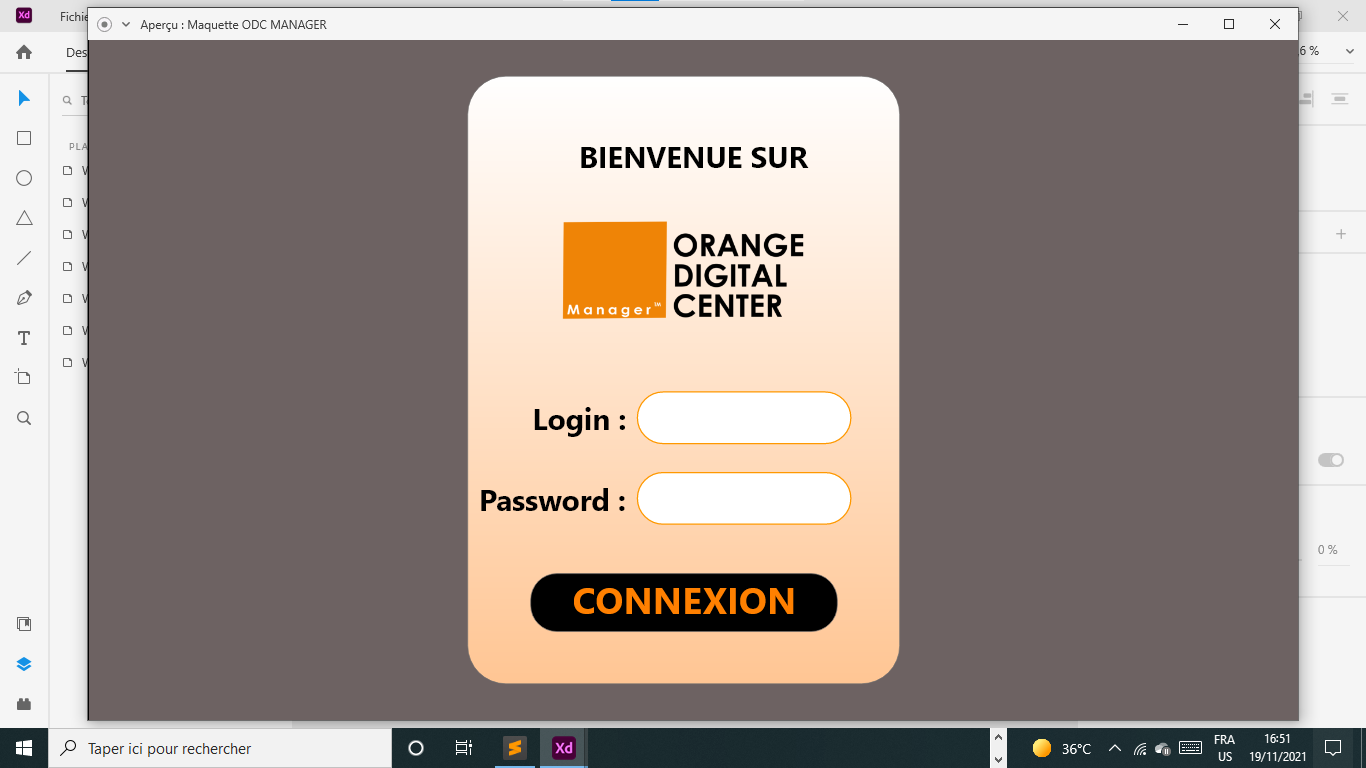 Fichie
Aperçu : Maquette ODC MANAGER
Des
6 %
PLA
BIENVENUE SUR
Manager™
ORANGE
DIGITAL
CENTER
Login :
Password :
CONNEXION
0 %
Taper ici pour rechercher
Xd
Xd
36°C
FRA
US
16:51
19/11/2021